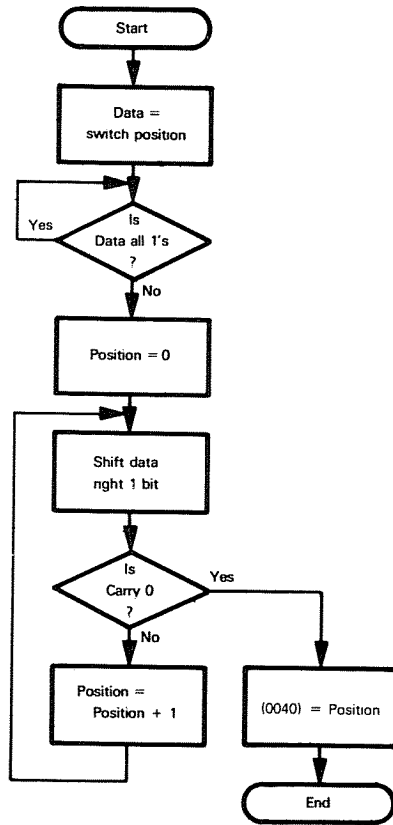 Start
Data =
switch position
Is
Data all 1's
?
Yes
No
Position = 0
Shift data
right 1 bit
Is
Carry 0
?
Yes
No
Position =
Position + 1
(0040) = Position
End